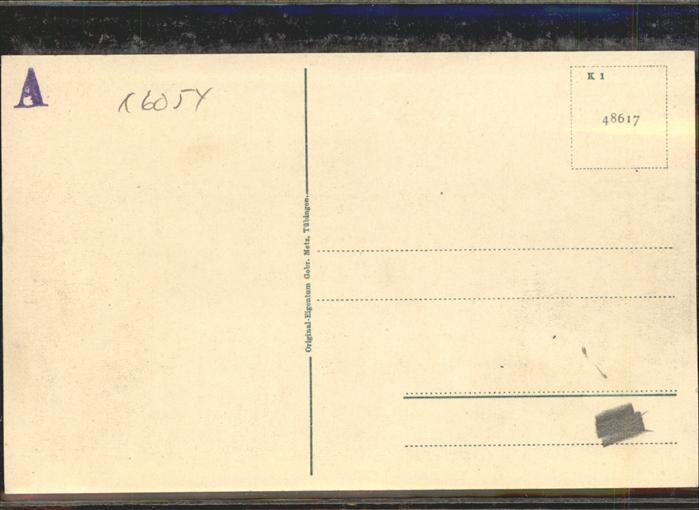 A
16054
K 1
48617
Original-Eigentum Gebr. Metz, Tübingen.